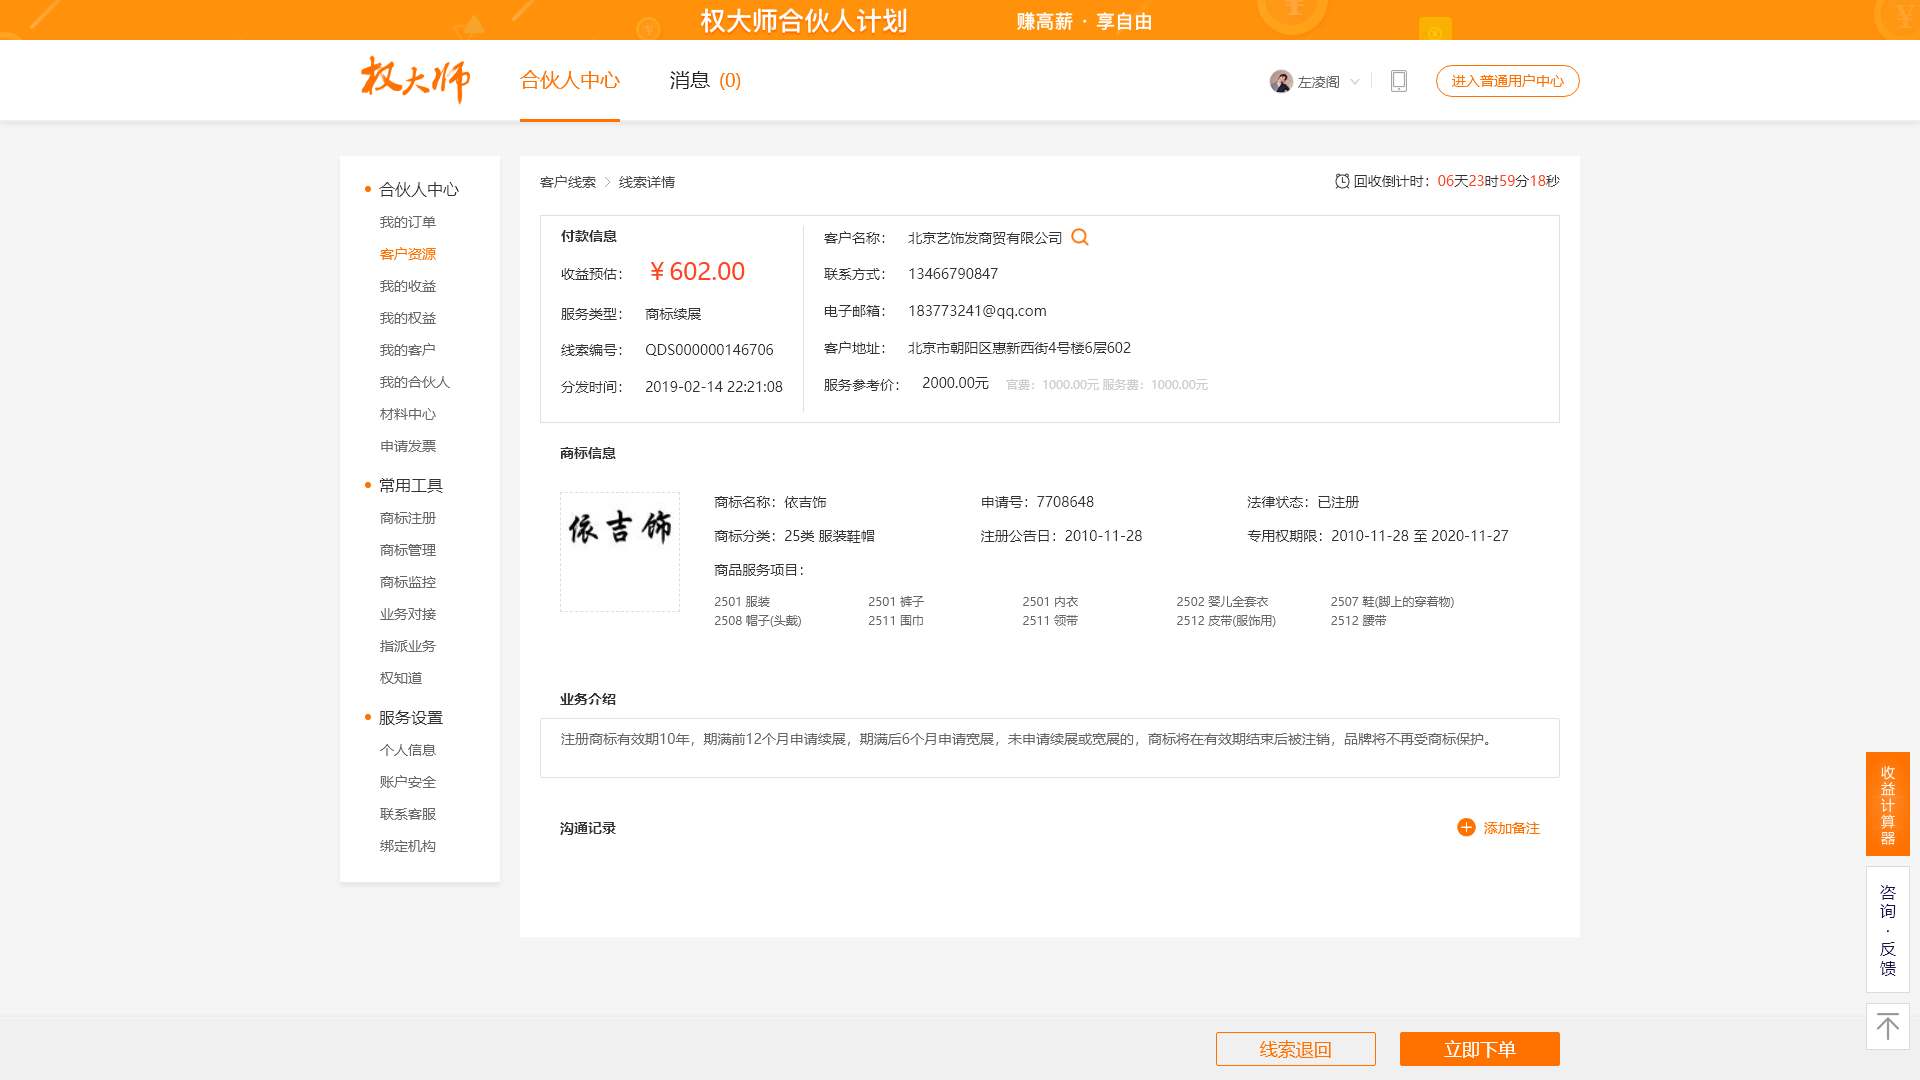 权大师合伙人计划 赚高薪 · 享自由
权大师 合伙人中心 消息 (0) 左凌阁 进入普通用户中心
合伙人中心
我的订单
客户资源
我的收益
我的权益
我的客户
我的合伙人
材料中心
申请发票
常用工具
商标注册
商标管理
商标监控
业务对接
指派业务
权知道
服务设置
个人信息
账户安全
联系客服
绑定机构
客户线索 > 线索详情 回收倒计时：06天23时59分18秒
付款信息
收益预估： ￥602.00
服务类型： 商标续展
线索编号： QDS000000146706
分发时间： 2019-02-14 22:21:08
客户名称： 北京艺饰发商贸有限公司
联系方式： 13466790847
电子邮箱： 183773241@qq.com
客户地址： 北京市朝阳区惠新西街4号楼6层602
服务参考价： 2000.00元 官费：1000.00元 服务费：1000.00元
商标信息
依吉饰
商标名称：依吉饰 申请号：7708648 法律状态：已注册
商标分类：25类 服装鞋帽 注册公告日：2010-11-28 专用权期限：2010-11-28 至 2020-11-27
商品服务项目：
2501 服装 2501 裤子 2501 内衣 2502 婴儿全套衣 2507 鞋(脚上的穿着物)
2508 帽子(头戴) 2511 围巾 2511 领带 2512 皮带(服饰用) 2512 腰带
业务介绍
注册商标有效期10年，期满前12个月申请续展，期满后6个月申请宽展，未申请续展或宽展的，商标将在有效期结束后被注销，品牌将不再受商标保护。
沟通记录 添加备注
收益计算器
咨询·反馈
线索退回 立即下单